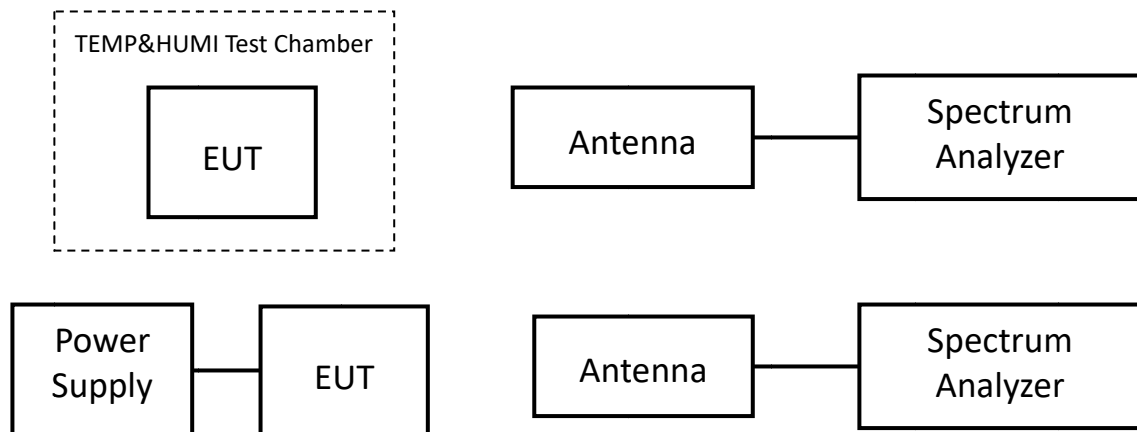 TEMP&HUMI Test Chamber
EUT
Antenna
Spectrum
Analyzer
Power
Supply
EUT
Antenna
Spectrum
Analyzer